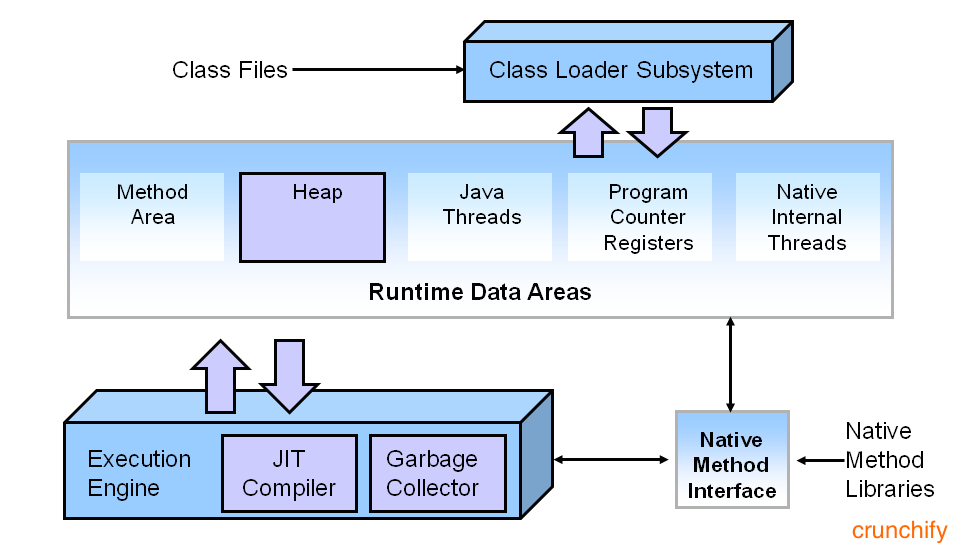 Class Files
Class Loader Subsystem
Method
Area
Heap
Java
Threads
Program
Counter
Registers
Native
Internal
Threads
Runtime Data Areas
Execution
Engine
JIT
Compiler
Garbage
Collector
Native
Method
Interface
Native
Method
Libraries
crunchify